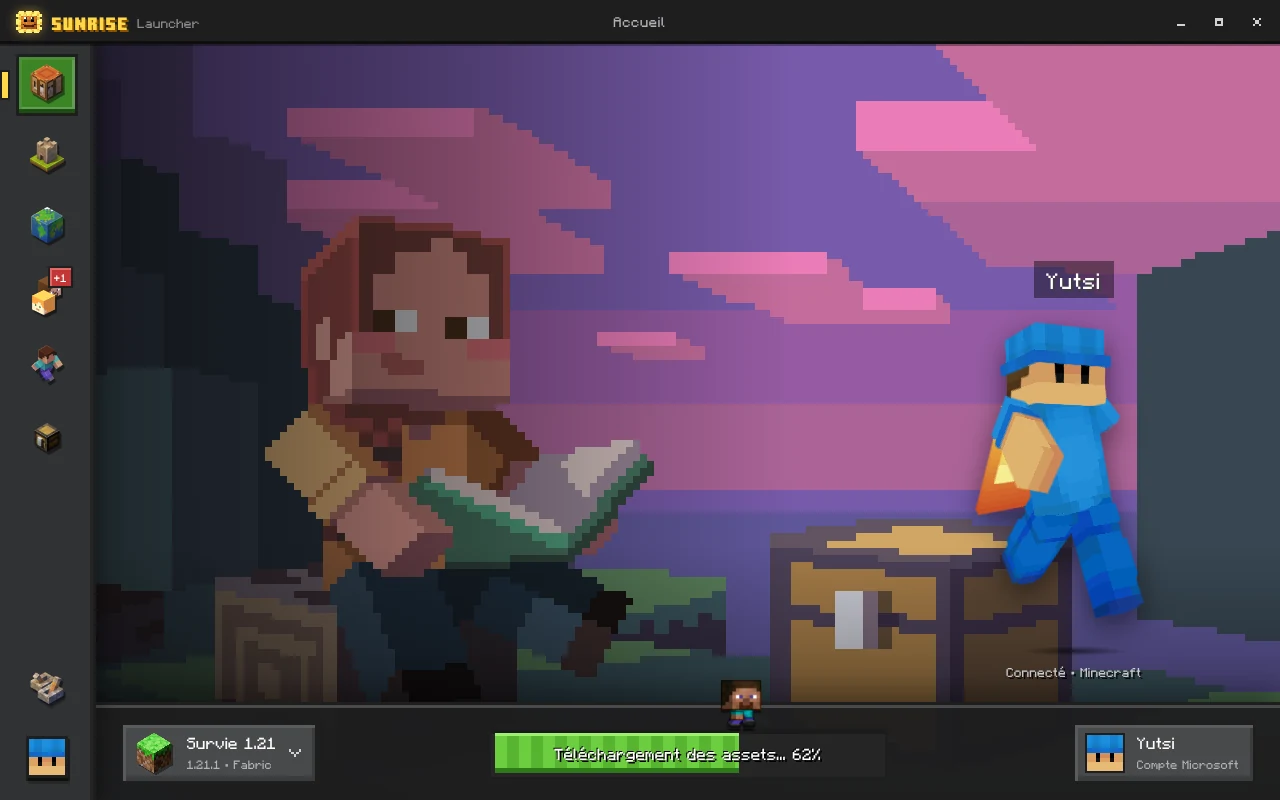 SUNRISE Launcher
Accueil
+1
Yutsi
Connecté • Minecraft
Survie 1.21
1.21.1 • Fabric
Téléchargement des assets... 62%
Yutsi
Compte Microsoft